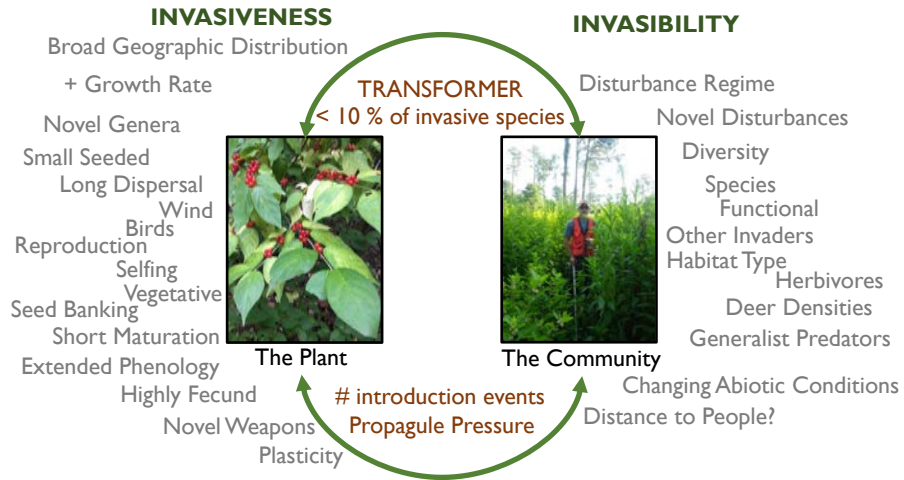 INVASIVENESS
Broad Geographic Distribution
+ Growth Rate
Novel Genera
Small Seeded
Long Dispersal
Wind
Birds
Reproduction
Selfing
Vegetative
Seed Banking
Short Maturation
Extended Phenology
Highly Fecund
Novel Weapons
Plasticity
TRANSFORMER
< 10 % of invasive species
The Plant
The Community
# introduction events
Propagule Pressure
INVASIBILITY
Disturbance Regime
Novel Disturbances
Diversity
Species
Functional
Other Invaders
Habitat Type
Herbivores
Deer Densities
Generalist Predators
Changing Abiotic Conditions
Distance to People?